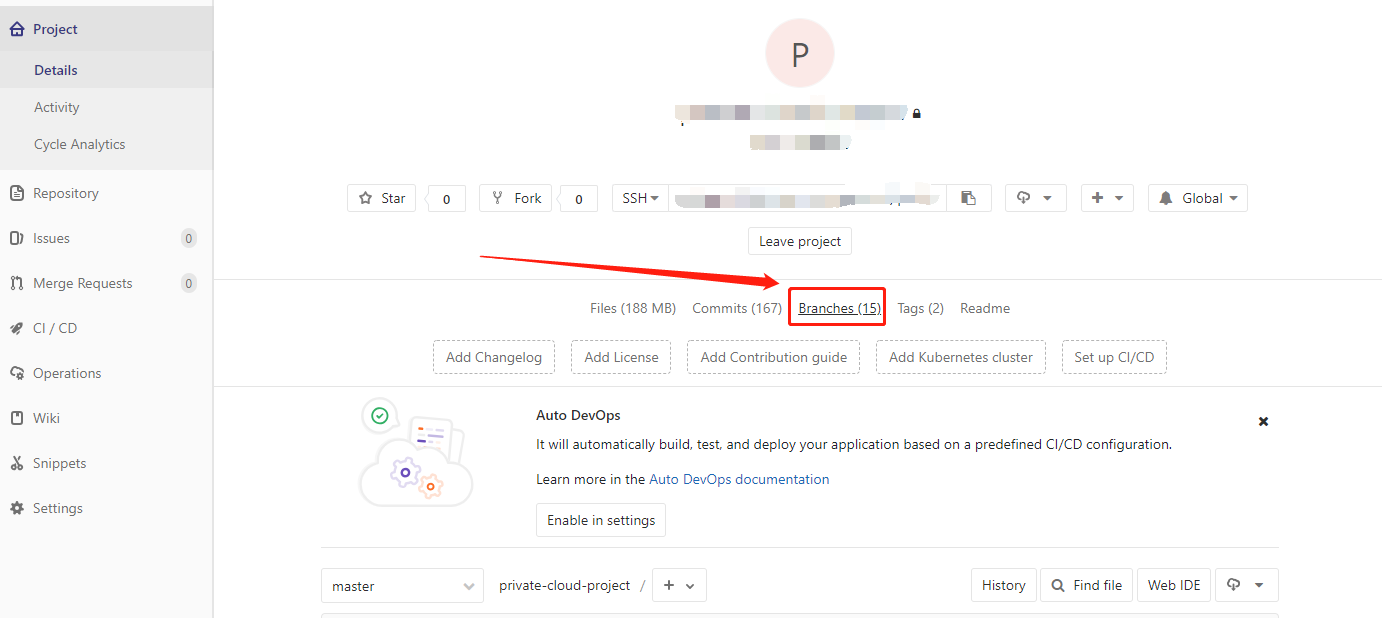 Project
Details
Activity
Cycle Analytics
Repository
Issues 0
Merge Requests 0
CI / CD
Operations
Wiki
Snippets
Settings
P
Star 0 Fork 0 SSH Global
Leave project
Files (188 MB) Commits (167) Branches (15) Tags (2) Readme
Add Changelog Add License Add Contribution guide Add Kubernetes cluster Set up CI/CD
Auto DevOps
It will automatically build, test, and deploy your application based on a predefined CI/CD configuration.
Learn more in the Auto DevOps documentation
Enable in settings
master private-cloud-project / History Find file Web IDE